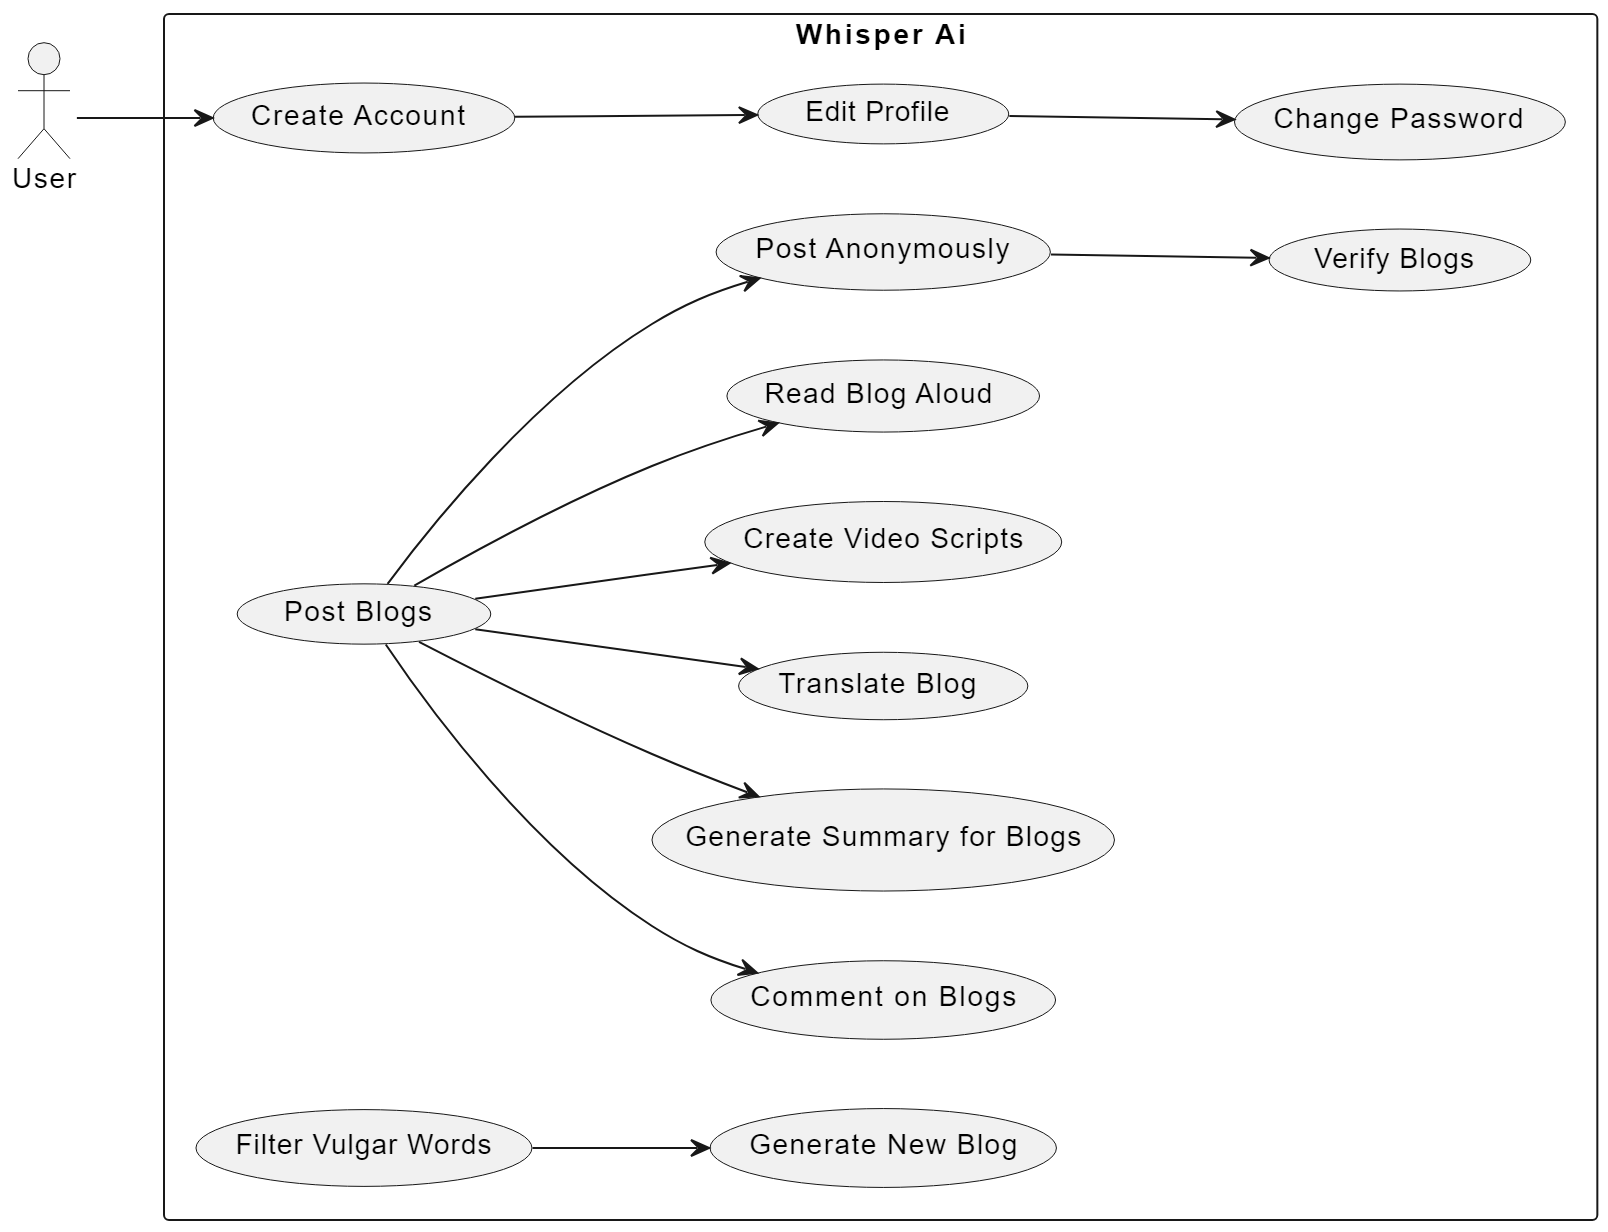 Whisper Ai
User
Create Account
Edit Profile
Change Password
Post Anonymously
Verify Blogs
Read Blog Aloud
Create Video Scripts
Post Blogs
Translate Blog
Generate Summary for Blogs
Comment on Blogs
Filter Vulgar Words
Generate New Blog